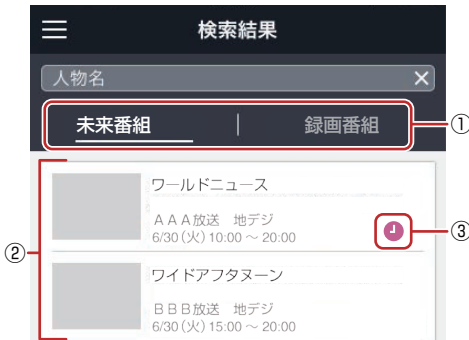 検索結果
人物名
未来番組 | 録画番組
①
ワールドニュース
AAA放送 地デジ
6/30(火)10:00～20:00
③
②
ワイドアフタヌーン
BBB放送 地デジ
6/30(火)15:00～20:00